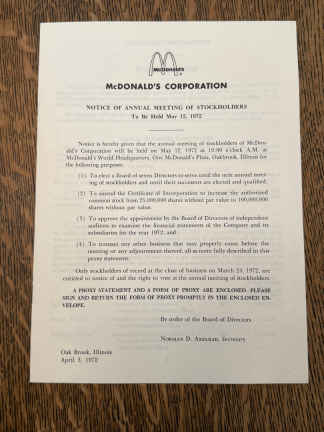 McDonald's
McDONALD'S CORPORATION
NOTICE OF ANNUAL MEETING OF STOCKHOLDERS
To Be Held May 12, 1972
Notice is hereby given that the annual meeting of stockholders of McDon-
ald's Corporation will be held on May 12, 1972 at 10:00 o'clock A.M. at
McDonald's World Headquarters, One McDonald's Plaza, Oakbrook, Illinois for
the following purposes:
(1) To elect a Board of seven Directors to serve until the next annual meet-
ing of stockholders and until their successors are elected and qualified.
(2) To amend the Certificate of Incorporation to increase the authorized
common stock from 25,000,000 shares without par value to 100,000,000
shares without par value.
(3) To approve the appointment by the Board of Directors of independent
auditors to examine the financial statements of the Company and its
subsidiaries for the year 1972; and
(4) To transact any other business that may properly come before the
meeting or any adjournment thereof, all as more fully described in that
proxy statement.
Only stockholders of record at the close of business on March 24, 1972, are
entitled to notice of and the right to vote at the annual meeting of stockholders.
A PROXY STATEMENT AND A FORM OF PROXY ARE ENCLOSED. PLEASE
SIGN AND RETURN THE FORM OF PROXY PROMPTLY IN THE ENCLOSED EN-
VELOPE.
By order of the Board of Directors
NORMAN D. Secretary
Oak Brook, Illinois
April 3, 1972